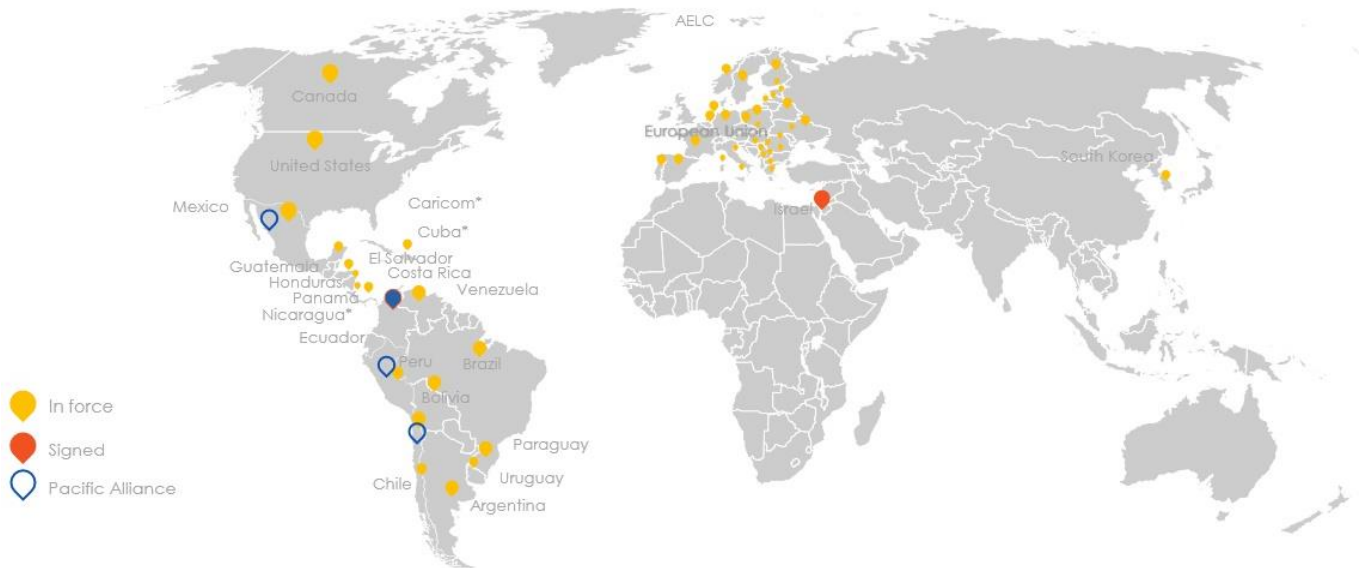 AELC
Canada
European Union
United States
South Korea
Mexico
Caricom*
Israel
Cuba*
El Salvador
Guatemala
Costa Rica
Honduras
Venezuela
Panama
Nicaragua*
Ecuador
Peru
Brazil
Bolivia
In force
Paraguay
Signed
Uruguay
Chile
Pacific Alliance
Argentina